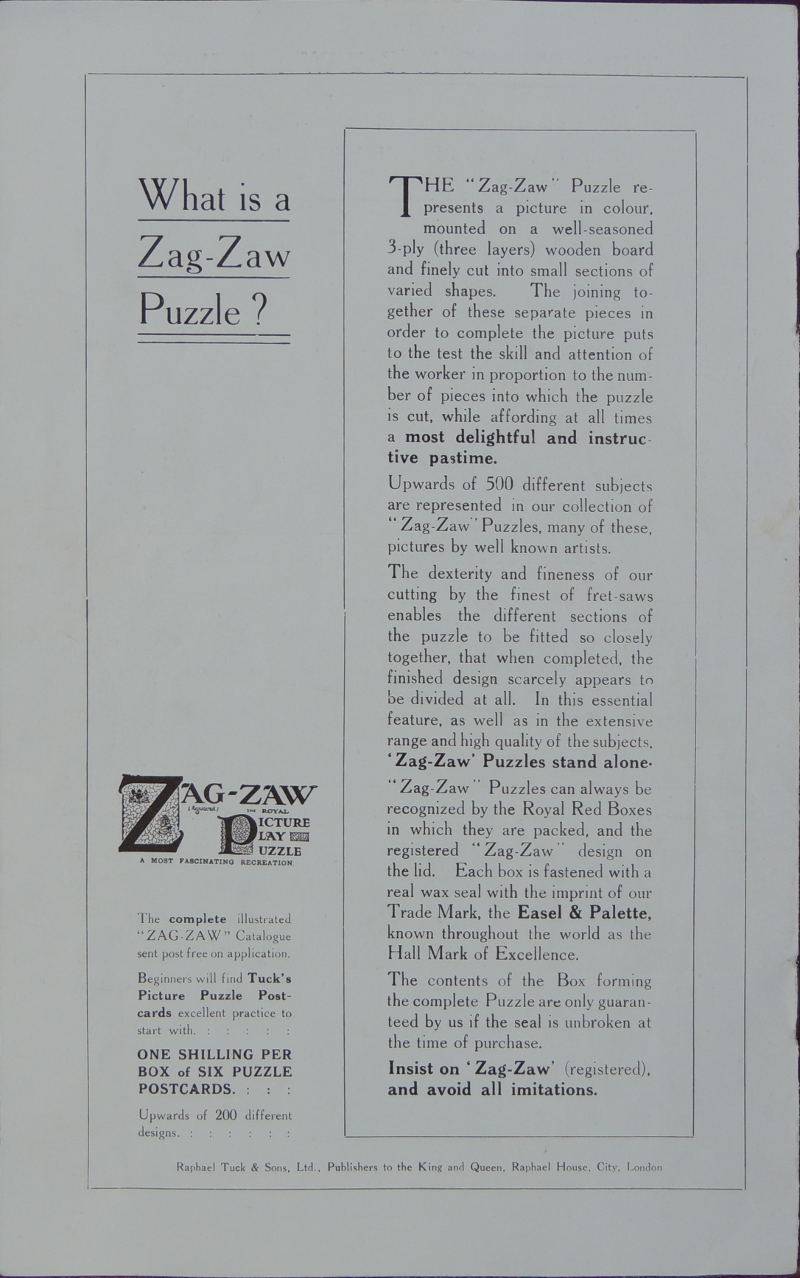 What is a
Zag-Zaw
Puzzle ?
THE "Zag-Zaw" Puzzle re-
presents a picture in colour,
mounted on a well-seasoned
3-ply (three layers) wooden board
and finely cut into small sections of
varied shapes. The joining to-
gether of these separate pieces in
order to complete the picture puts
to the test the skill and attention of
the worker in proportion to the num-
ber of pieces into which the puzzle
is cut, while affording at all times
a most delightful and instruc-
tive pastime.
Upwards of 500 different subjects
are represented in our collection of
"Zag-Zaw" Puzzles, many of these,
pictures by well known artists.
The dexterity and fineness of our
cutting by the finest of fret-saws
enables the different sections of
the puzzle to be fitted so closely
together, that when completed, the
finished design scarcely appears to
be divided at all. In this essential
feature, as well as in the extensive
range and high quality of the subjects,
'Zag-Zaw' Puzzles stand alone.
"Zag-Zaw" Puzzles can always be
recognized by the Royal Red Boxes
in which they are packed, and the
registered "Zag-Zaw" design on
the lid. Each box is fastened with a
real wax seal with the imprint of our
Trade Mark, the Easel & Palette,
known throughout the world as the
Hall Mark of Excellence.
The contents of the Box forming
the complete Puzzle are only guaran-
teed by us if the seal is unbroken at
the time of purchase.
Insist on 'Zag-Zaw' (registered),
and avoid all imitations.
ZAG-ZAW
(Registered) THE ROYAL
PICTURE
PLAY
PUZZLE
A MOST FASCINATING RECREATION
The complete illustrated
"ZAG-ZAW" Catalogue
sent post free on application.
Beginners will find Tuck's
Picture Puzzle Post-
cards excellent practice to
start with. : : : : :
ONE SHILLING PER
BOX of SIX PUZZLE
POSTCARDS. : : :
Upwards of 200 different
designs. : : : : : :
Raphael Tuck & Sons, Ltd., Publishers to the King and Queen, Raphael House, City, London